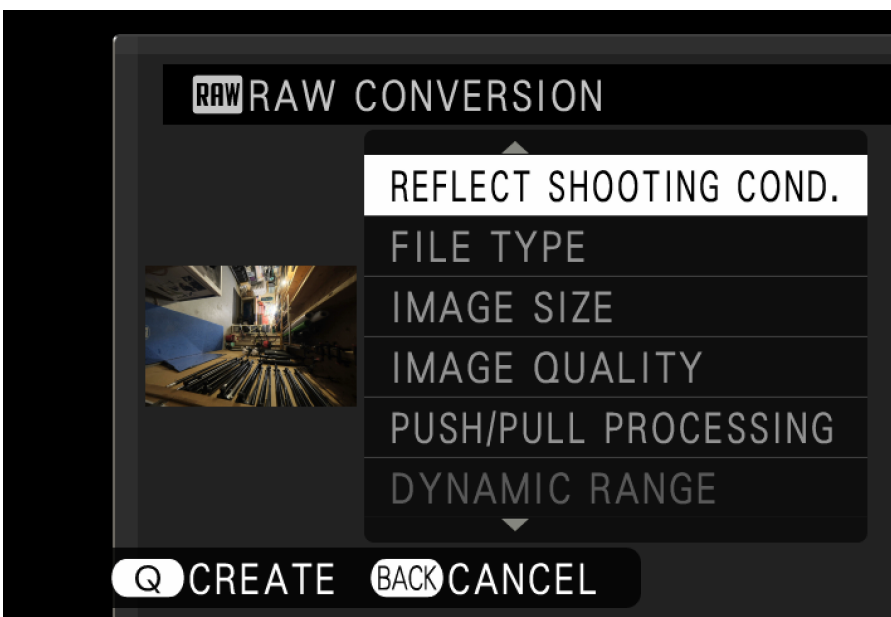 RAW RAW CONVERSION
REFLECT SHOOTING COND.
FILE TYPE
IMAGE SIZE
IMAGE QUALITY
PUSH/PULL PROCESSING
DYNAMIC RANGE
Q CREATE BACK CANCEL